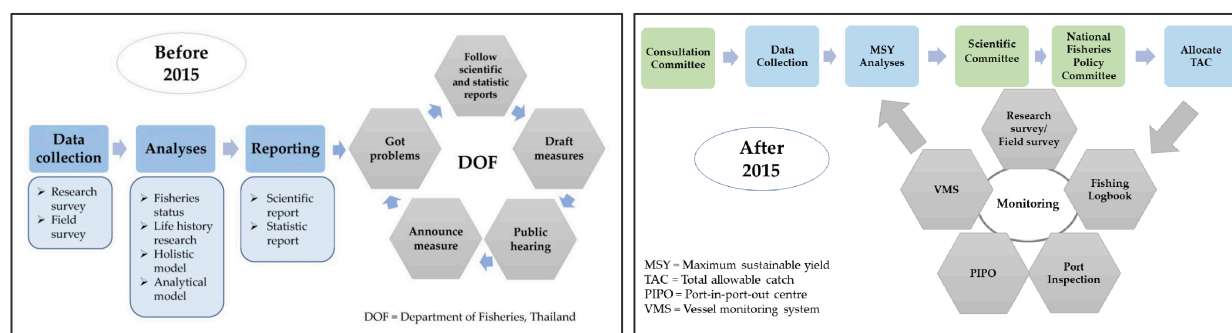 Before
2015
Data
collection
Analyses
Reporting
➢ Research
survey
➢ Field
survey
➢ Fisheries
status
➢ Life history
research
➢ Holistic
model
➢ Analytical
model
➢ Scientific
report
➢ Statistic
report
Follow
scientific
and statistic
reports
Got
problems
DOF
Draft
measures
Announce
measure
Public
hearing
DOF = Department of Fisheries, Thailand
Consultation
Committee
Data
Collection
MSY
Analyses
Scientific
Committee
National
Fisheries
Policy
Committee
Allocate
TAC
After
2015
Research
survey/
Field survey
VMS
Monitoring
Fishing
Logbook
PIPO
Port
Inspection
MSY = Maximum sustainable yield
TAC = Total allowable catch
PIPO = Port-in-port-out centre
VMS = Vessel monitoring system